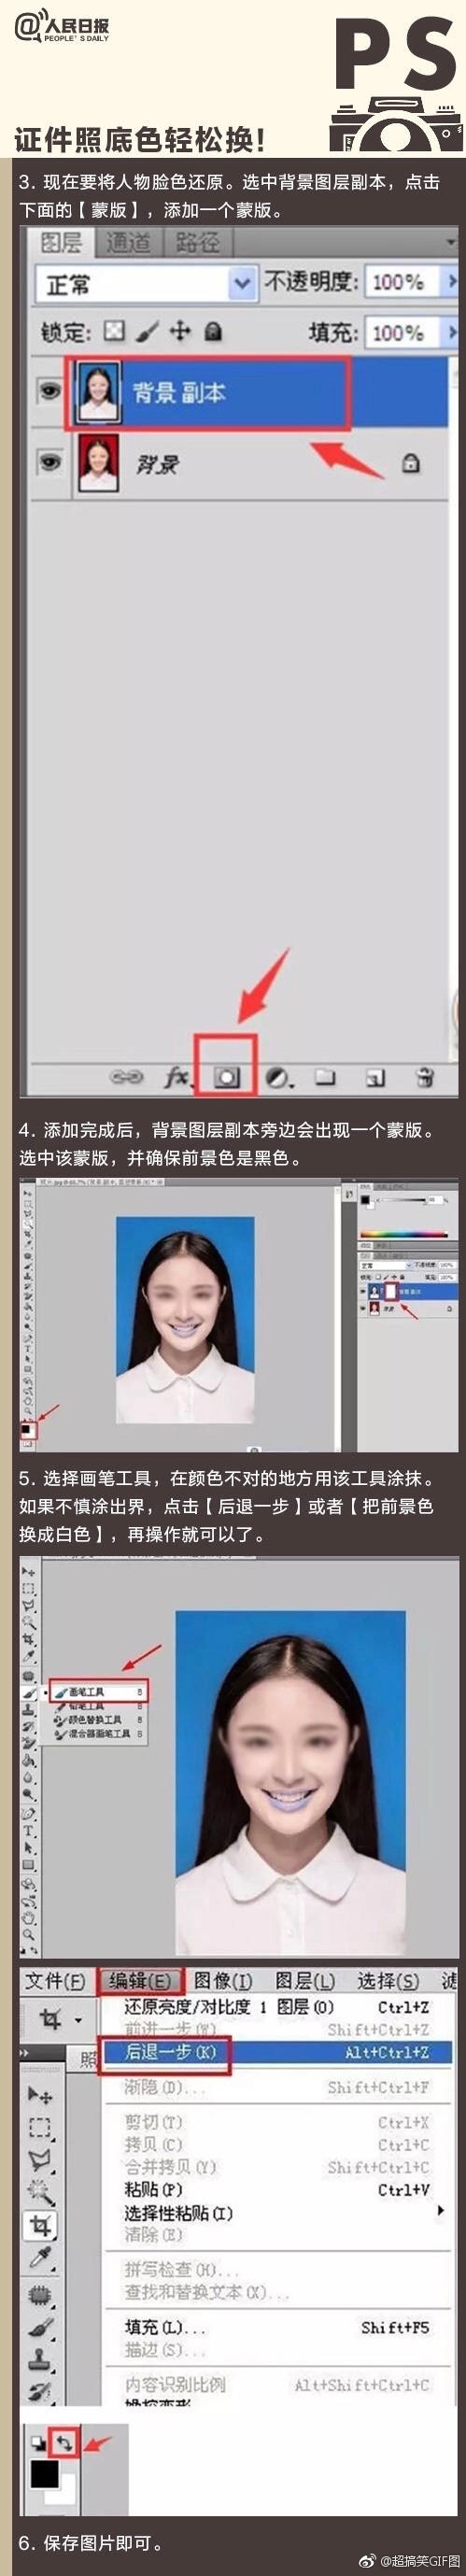 @人民日报
PEOPLE'S DAILY
PS
证件照底色轻松换！
3. 现在要将人物脸色还原。选中背景图层副本，点击
下面的【蒙版】，添加一个蒙版。
图层 通道 路径
正常 不透明度: 100%
锁定: 填充: 100%
背景 副本
背景
fx
4. 添加完成后，背景图层副本旁边会出现一个蒙版。
选中该蒙版，并确保前景色是黑色。
正常
5. 选择画笔工具，在颜色不对的地方用该工具涂抹。
如果不慎涂出界，点击【后退一步】或者【把前景色
换成白色】，再操作就可以了。
画笔工具 B
铅笔工具 B
颜色替换工具 B
混合器画笔工具 B
文件(F) 编辑(E) 图像(I) 图层(L) 选择(S) 滤
还原亮度/对比度 1 图层(O) Ctrl+Z
前进一步(W) Shift+Ctrl+Z
照
后退一步(K) Alt+Ctrl+Z
渐隐(D)... Shift+Ctrl+F
剪切(T) Ctrl+X
拷贝(C) Ctrl+C
合并拷贝(Y) Shift+Ctrl+C
粘贴(P) Ctrl+V
选择性粘贴(I)
清除(E)
拼写检查(H)...
查找和替换文本(X)...
填充(L)... Shift+F5
描边(S)...
内容识别比例 Alt+Shift+Ctrl+C
操控变形
6. 保存图片即可。
@超搞笑GIF图